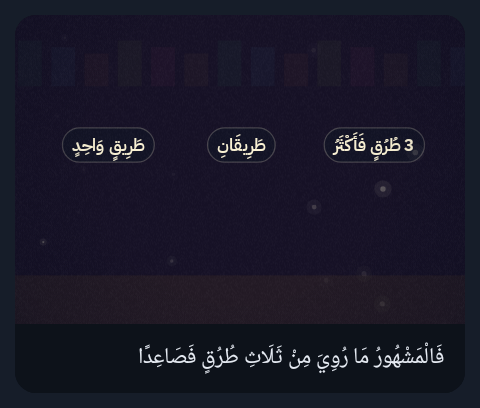 3 طُرُقٍ فَأَكْثَرُ
طَرِيقَانِ
طَرِيقٍ وَاحِدٍ
فَالْمَشْهُورُ مَا رُوِيَ مِنْ ثَلَاثِ طُرُقٍ فَصَاعِدًا